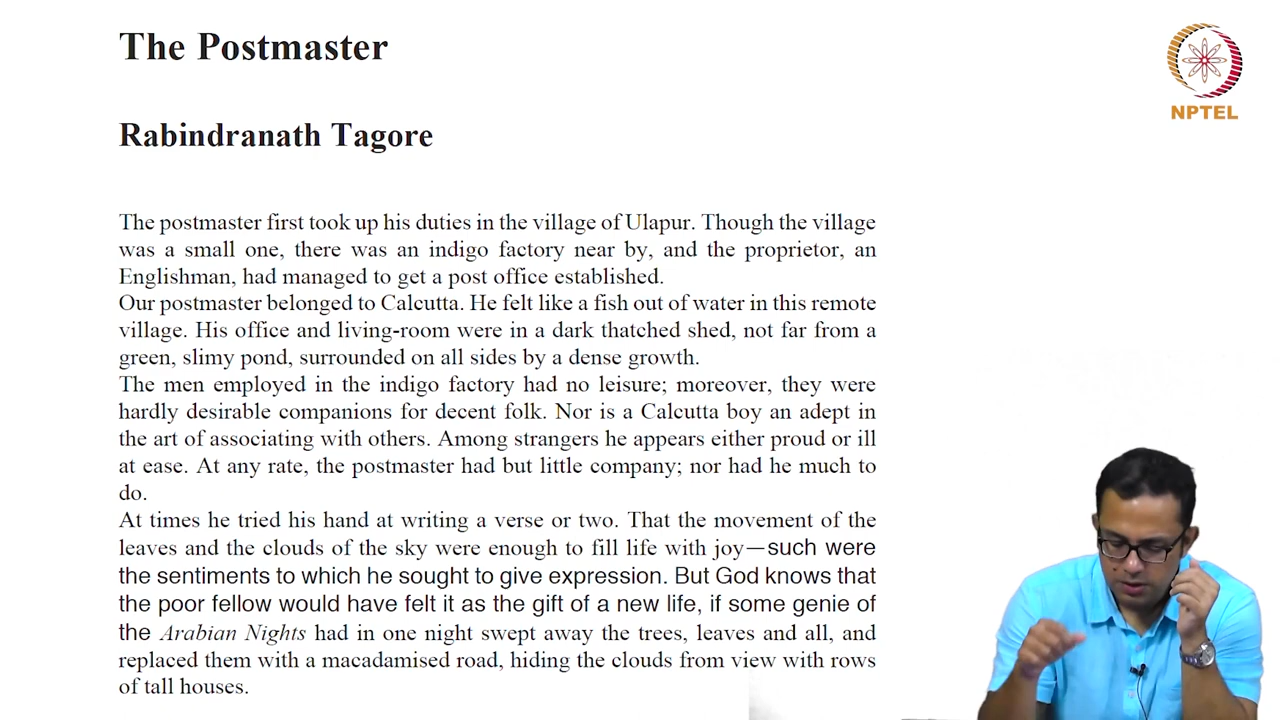 The Postmaster
NPTEL
Rabindranath Tagore
The postmaster first took up his duties in the village of Ulapur. Though the village
was a small one, there was an indigo factory near by, and the proprietor, an
Englishman, had managed to get a post office established.
Our postmaster belonged to Calcutta. He felt like a fish out of water in this remote
village. His office and living-room were in a dark thatched shed, not far from a
green, slimy pond, surrounded on all sides by a dense growth.
The men employed in the indigo factory had no leisure; moreover, they were
hardly desirable companions for decent folk. Nor is a Calcutta boy an adept in
the art of associating with others. Among strangers he appears either proud or ill
at ease. At any rate, the postmaster had but little company; nor had he much to
do.
At times he tried his hand at writing a verse or two. That the movement of the
leaves and the clouds of the sky were enough to fill life with joy—such were
the sentiments to which he sought to give expression. But God knows that
the poor fellow would have felt it as the gift of a new life, if some genie of
the Arabian Nights had in one night swept away the trees, leaves and all, and
replaced them with a macadamised road, hiding the clouds from view with rows
of tall houses.